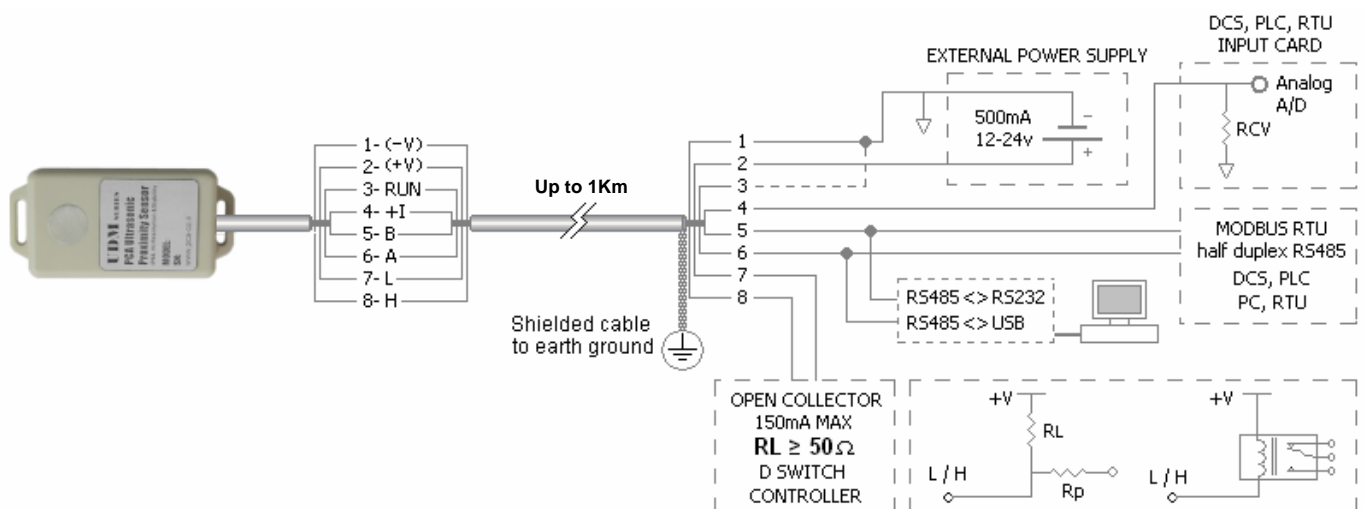 UDM SERIES
PCA Ultrasonic
Proximity Sensor
MODEL:
SN:
1- (-V)
2- (+V)
3- RUN
4- +I
5- B
6- A
7- L
8- H
Up to 1Km
Shielded cable
to earth ground
1
2
3
4
5
6
7
8
EXTERNAL POWER SUPPLY
500mA
12-24v
−
+
DCS, PLC, RTU
INPUT CARD
Analog
A/D
RCV
MODBUS RTU
half duplex RS485
DCS, PLC
PC, RTU
RS485 <> RS232
RS485 <> USB
OPEN COLLECTOR
150mA MAX
RL ≥ 50Ω
D SWITCH
CONTROLLER
+V
RL
L / H
Rp
+V
L / H